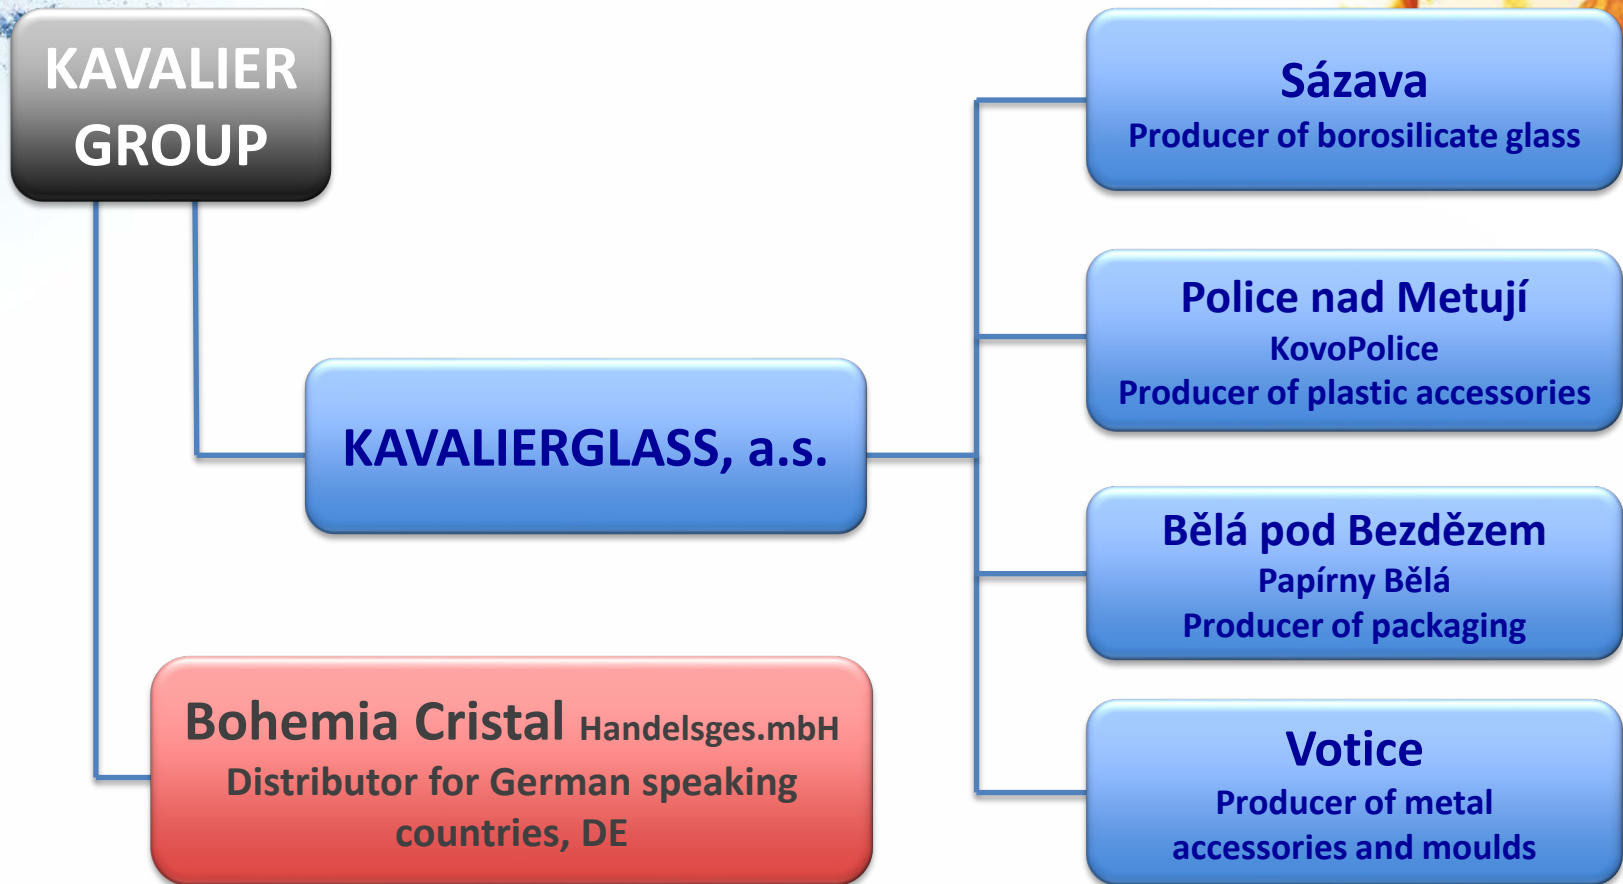 KAVALIER
GROUP
KAVALIERGLASS, a.s.
Bohemia Cristal Handelsges.mbH
Distributor for German speaking
countries, DE
Sázava
Producer of borosilicate glass
Police nad Metují
KovoPolice
Producer of plastic accessories
Bělá pod Bezdězem
Papírny Bělá
Producer of packaging
Votice
Producer of metal
accessories and moulds